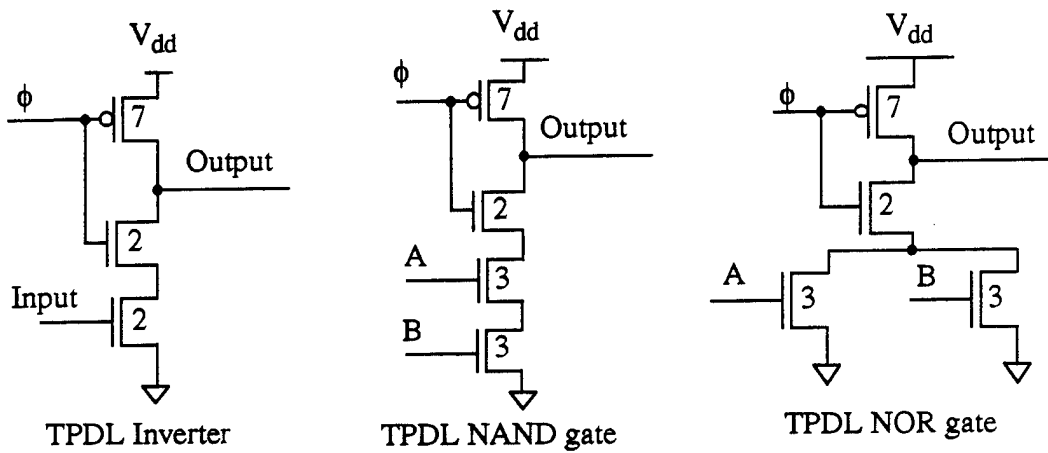 V_dd
ϕ
7
Output
2
Input
2
TPDL Inverter
V_dd
ϕ
7
Output
2
A
3
B
3
TPDL NAND gate
V_dd
ϕ
7
Output
2
A
3
B
3
TPDL NOR gate